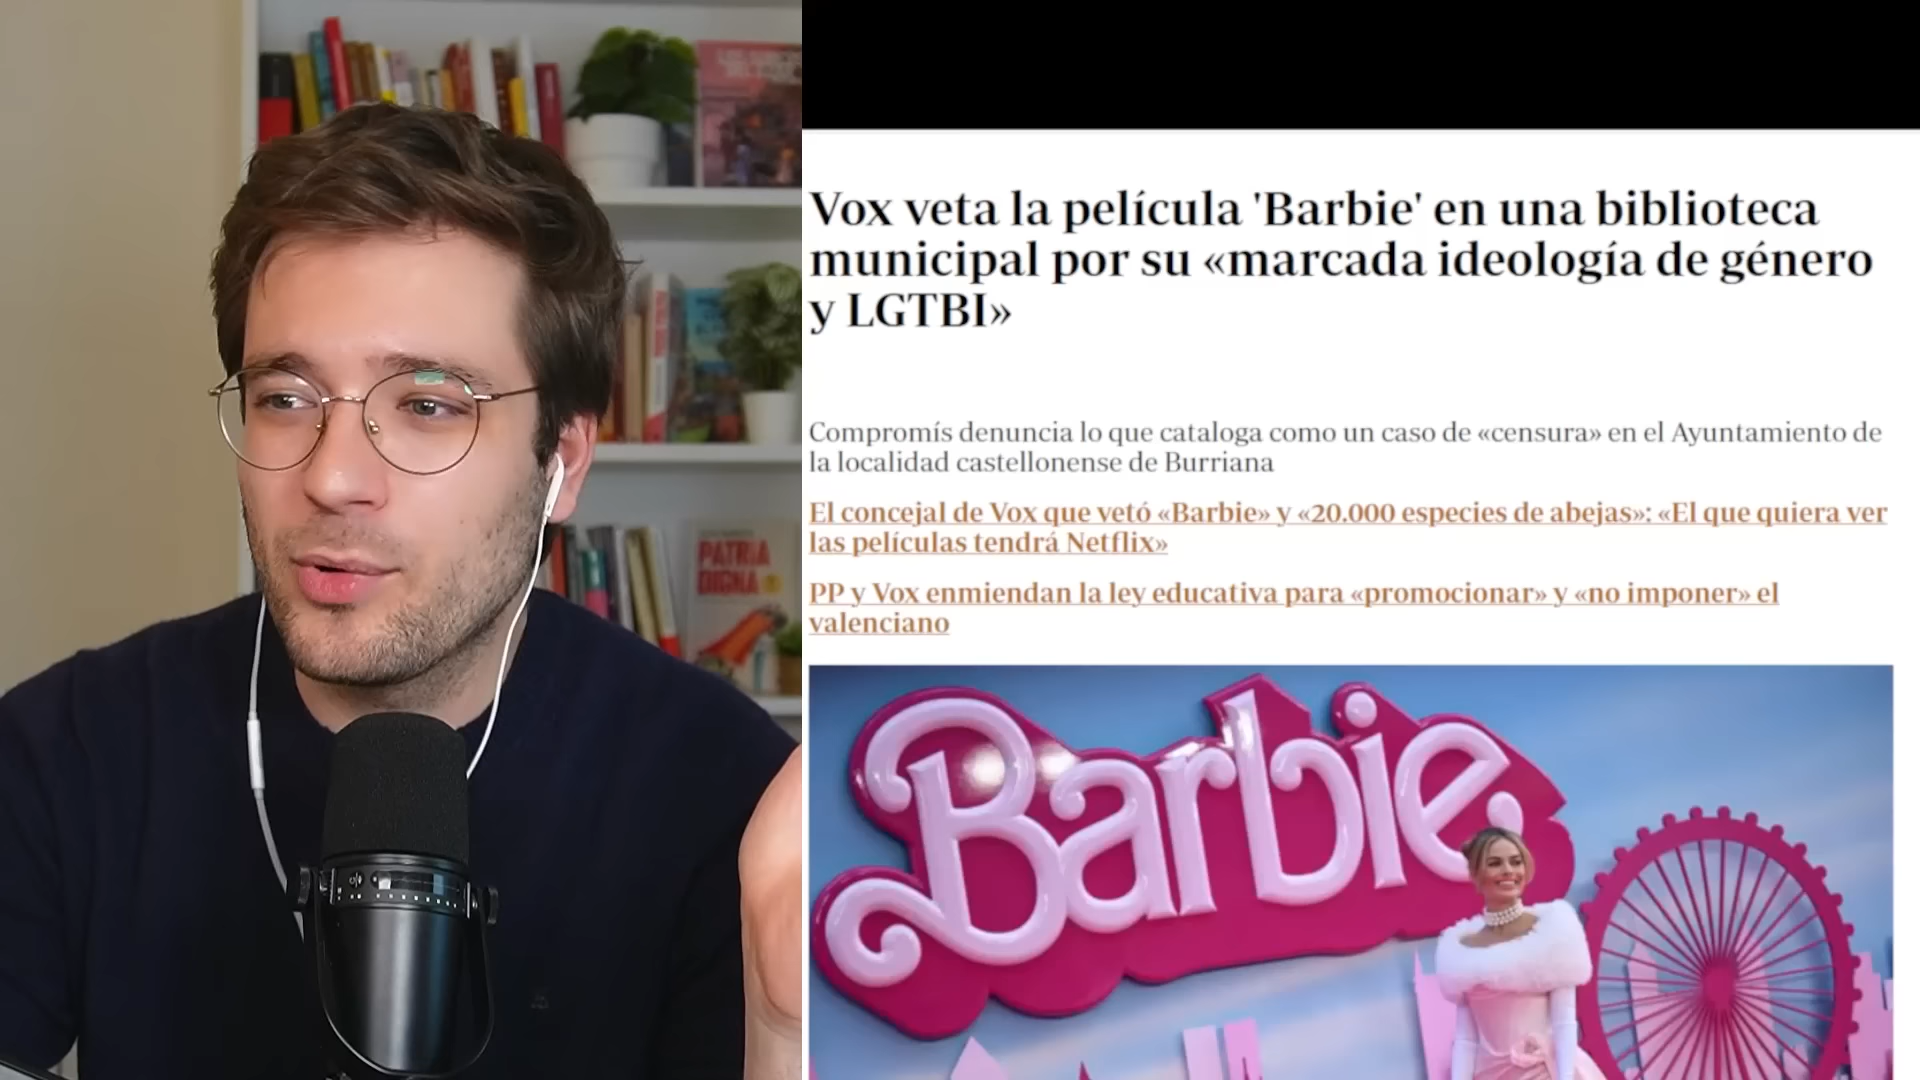 PATRIA
DIGNA
Vox veta la película 'Barbie' en una biblioteca
municipal por su «marcada ideología de género
y LGTBI»
Compromís denuncia lo que cataloga como un caso de «censura» en el Ayuntamiento de
la localidad castellonense de Burriana
El concejal de Vox que vetó «Barbie» y «20.000 especies de abejas»: «El que quiera ver
las películas tendrá Netflix»
PP y Vox enmiendan la ley educativa para «promocionar» y «no imponer» el
valenciano
Barbie